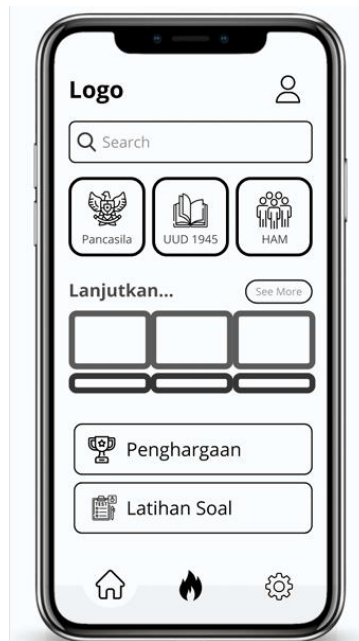 Logo
Search
Pancasila
UUD 1945
HAM
Lanjutkan...
See More
Penghargaan
Latihan Soal